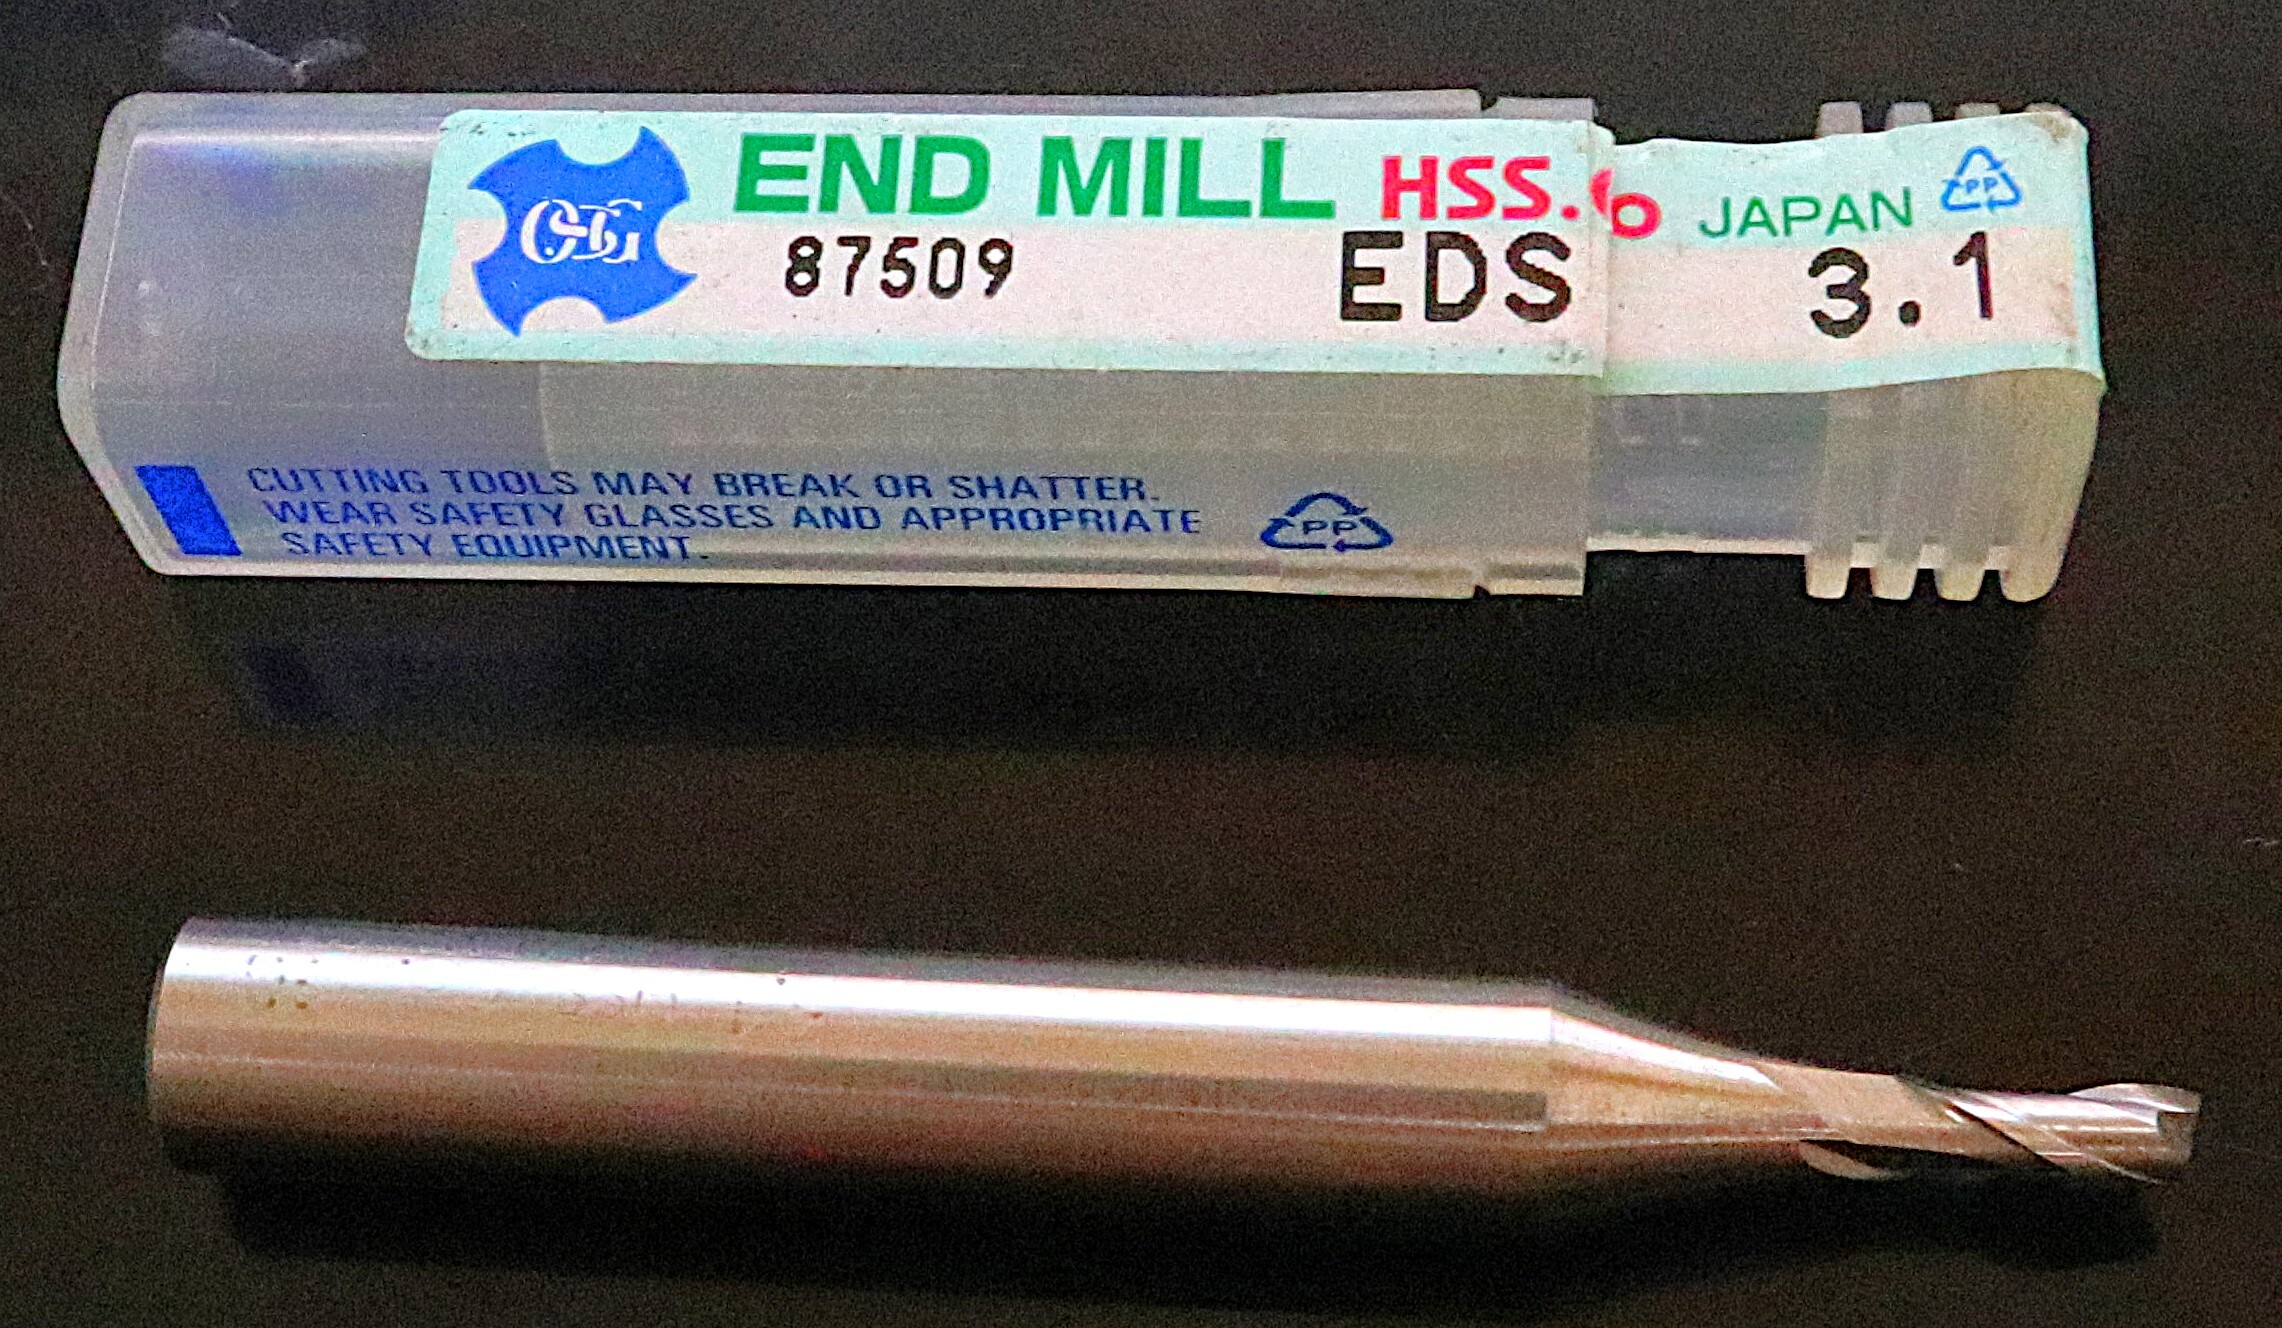 OSG END MILL HSS.Co JAPAN PP
87509 EDS 3.1
CUTTING TOOLS MAY BREAK OR SHATTER.
WEAR SAFETY GLASSES AND APPROPRIATE
SAFETY EQUIPMENT.
PP